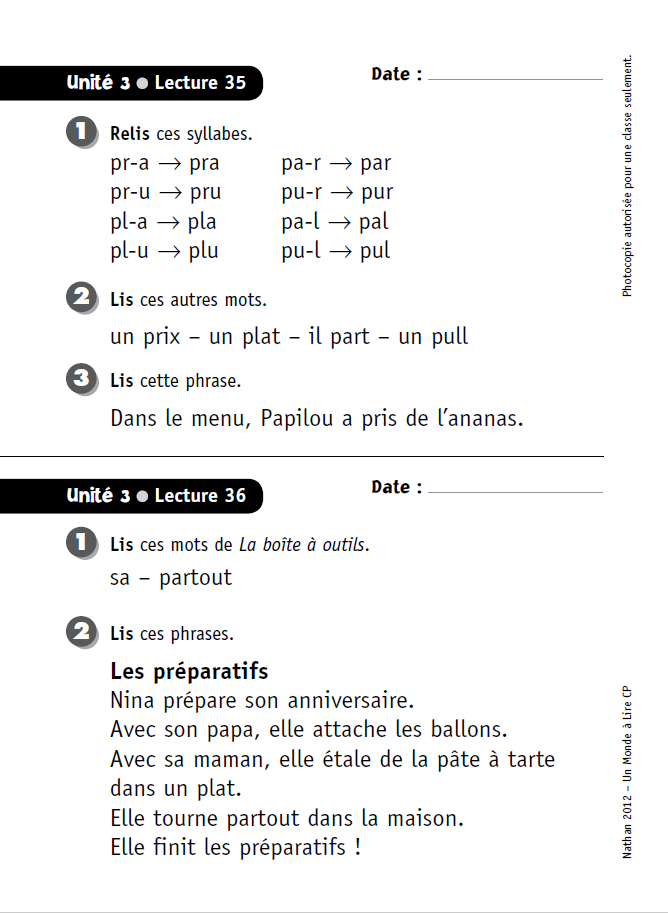 Unité 3 ● Lecture 35
Date :
1 Relis ces syllabes.
pr-a → pra pa-r → par
pr-u → pru pu-r → pur
pl-a → pla pa-l → pal
pl-u → plu pu-l → pul
2 Lis ces autres mots.
un prix – un plat – il part – un pull
3 Lis cette phrase.
Dans le menu, Papilou a pris de l’ananas.
Photocopie autorisée pour une classe seulement.
Unité 3 ● Lecture 36
Date :
1 Lis ces mots de La boîte à outils.
sa – partout
2 Lis ces phrases.
Les préparatifs
Nina prépare son anniversaire.
Avec son papa, elle attache les ballons.
Avec sa maman, elle étale de la pâte à tarte
dans un plat.
Elle tourne partout dans la maison.
Elle finit les préparatifs !
Nathan 2012 – Un Monde à Lire CP